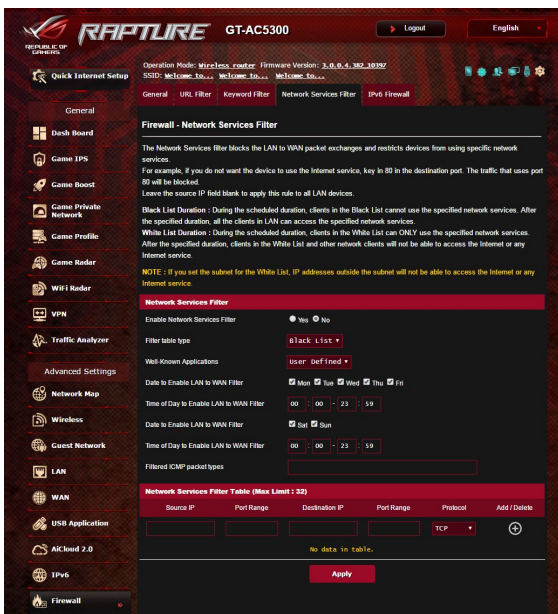 REPUBLIC OF
GAMERS
RAPTURE
GT-AC5300
Logout
English
Quick Internet Setup
General
Dash Board
Game IPS
Game Boost
Game Private
Network
Game Profile
Game Radar
WiFi Radar
VPN
Traffic Analyzer
Advanced Settings
Network Map
Wireless
Guest Network
LAN
WAN
USB Application
AiCloud 2.0
IPv6
Firewall
Operation Mode: Wireless router Firmware Version: 3.0.0.4.382_10397
SSID: Welcome to... Welcome to... Welcome to...
General URL Filter Keyword Filter Network Services Filter IPv6 Firewall
Firewall - Network Services Filter
The Network Services filter blocks the LAN to WAN packet exchanges and restricts devices from using specific network
services.
For example, if you do not want the device to use the Internet service, key in 80 in the destination port. The traffic that uses port
80 will be blocked.
Leave the source IP field blank to apply this rule to all LAN devices.
Black List Duration : During the scheduled duration, clients in the Black List cannot use the specified network services. After
the specified duration, all the clients in LAN can access the specified network services.
White List Duration : During the scheduled duration, clients in the White List can ONLY use the specified network services.
After the specified duration, clients in the White List and other network clients will not be able to access the Internet or any
Internet service.
NOTE : If you set the subnet for the White List, IP addresses outside the subnet will not be able to access the Internet or any
Internet service.
Network Services Filter
Enable Network Services Filter Yes No
Filter table type Black List
Well-Known Applications User Defined
Date to Enable LAN to WAN Filter Mon Tue Wed Thu Fri
Time of Day to Enable LAN to WAN Filter 00 : 00 - 23 : 59
Date to Enable LAN to WAN Filter Sat Sun
Time of Day to Enable LAN to WAN Filter 00 : 00 - 23 : 59
Filtered ICMP packet types
Network Services Filter Table (Max Limit : 32)
Source IP Port Range Destination IP Port Range Protocol Add / Delete
TCP
No data in table.
Apply